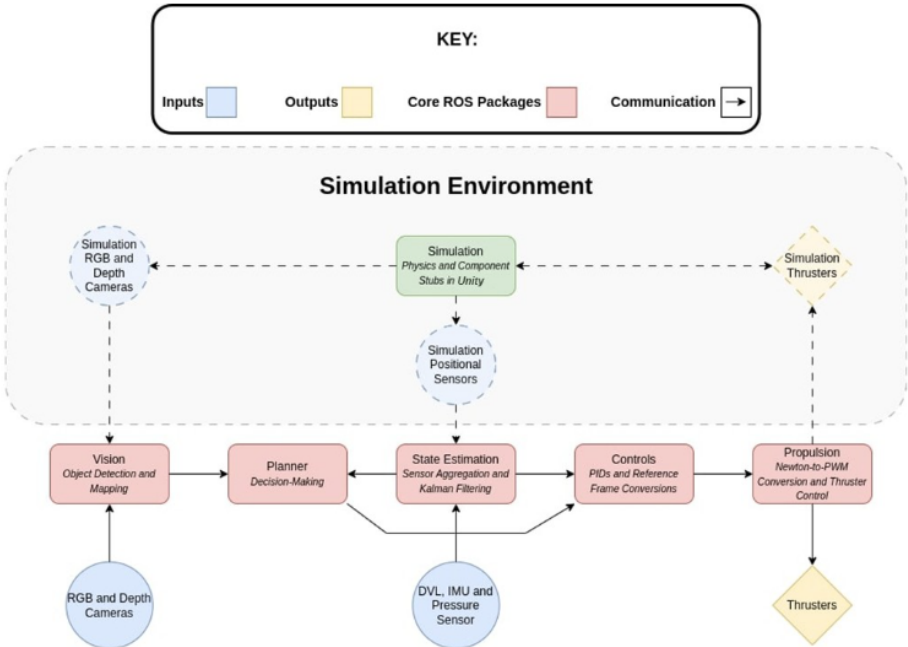 KEY:
Inputs
Outputs
Core ROS Packages
Communication
Simulation Environment
Simulation
RGB and
Depth
Cameras
Simulation
Physics and Component
Stubs in Unity
Simulation
Thrusters
Simulation
Positional
Sensors
Vision
Object Detection and
Mapping
Planner
Decision-Making
State Estimation
Sensor Aggregation and
Kalman Filtering
Controls
PIDs and Reference
Frame Conversions
Propulsion
Newton-to-PWM
Conversion and Thruster
Control
RGB and Depth
Cameras
DVL, IMU and
Pressure
Sensor
Thrusters